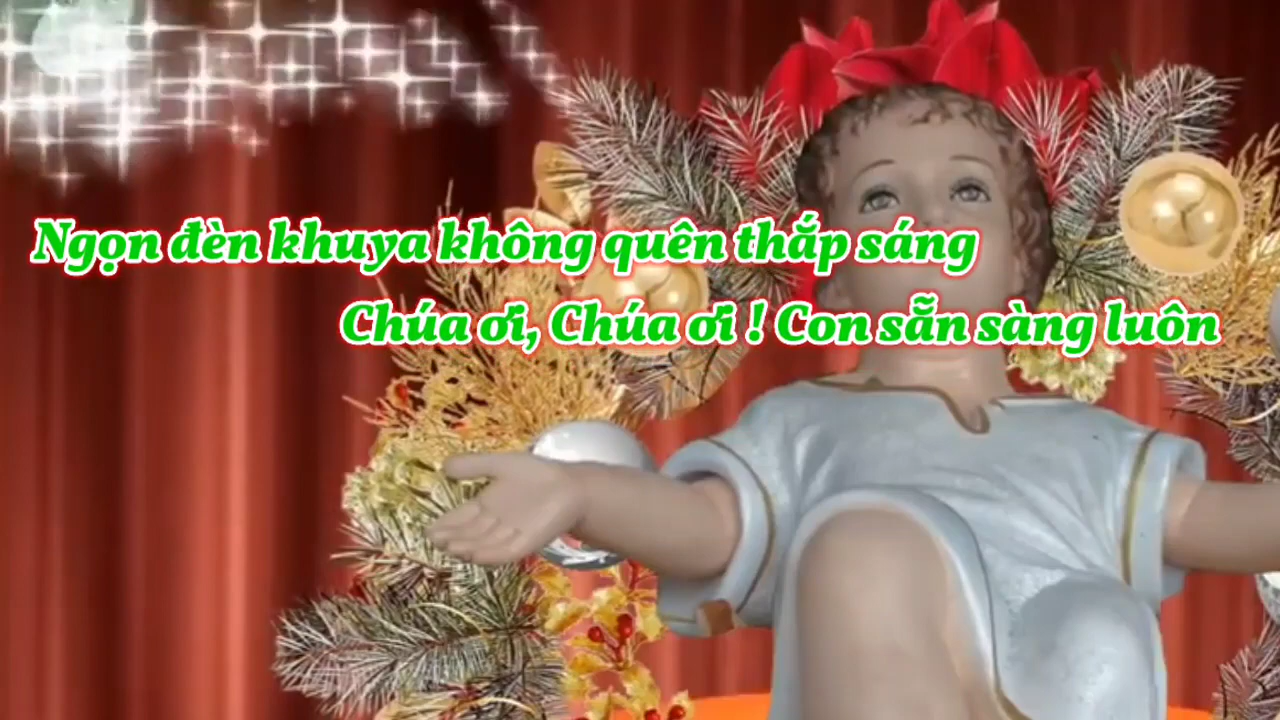 Ngọn đèn khuya không quên thắp sáng
Chúa ơi, Chúa ơi ! Con sẵn sàng luôn